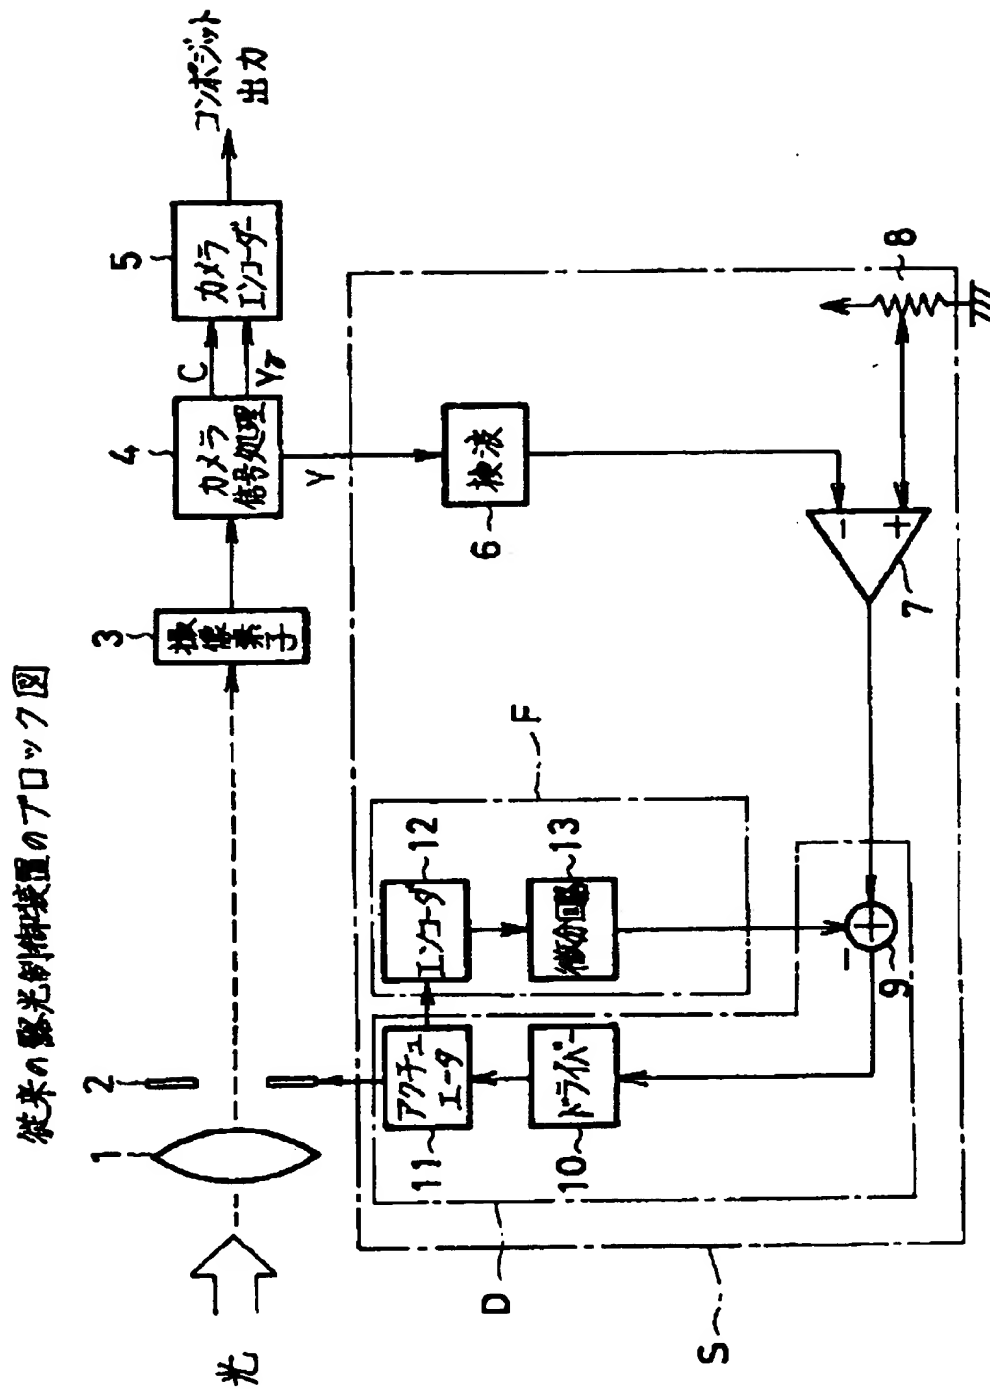 従来の露光制御装置のブロック図
光
1
2
3
撮像素子
4
カメラ
信号処理
C
Yγ
5
カメラ
エンコーダー
コンポジット
出力
Y
6
検波
8
-
+
7
F
12
エンコーダ
13
微分回路
11
アクチュ
エータ
10
ドライバー
-
+
9
D
S